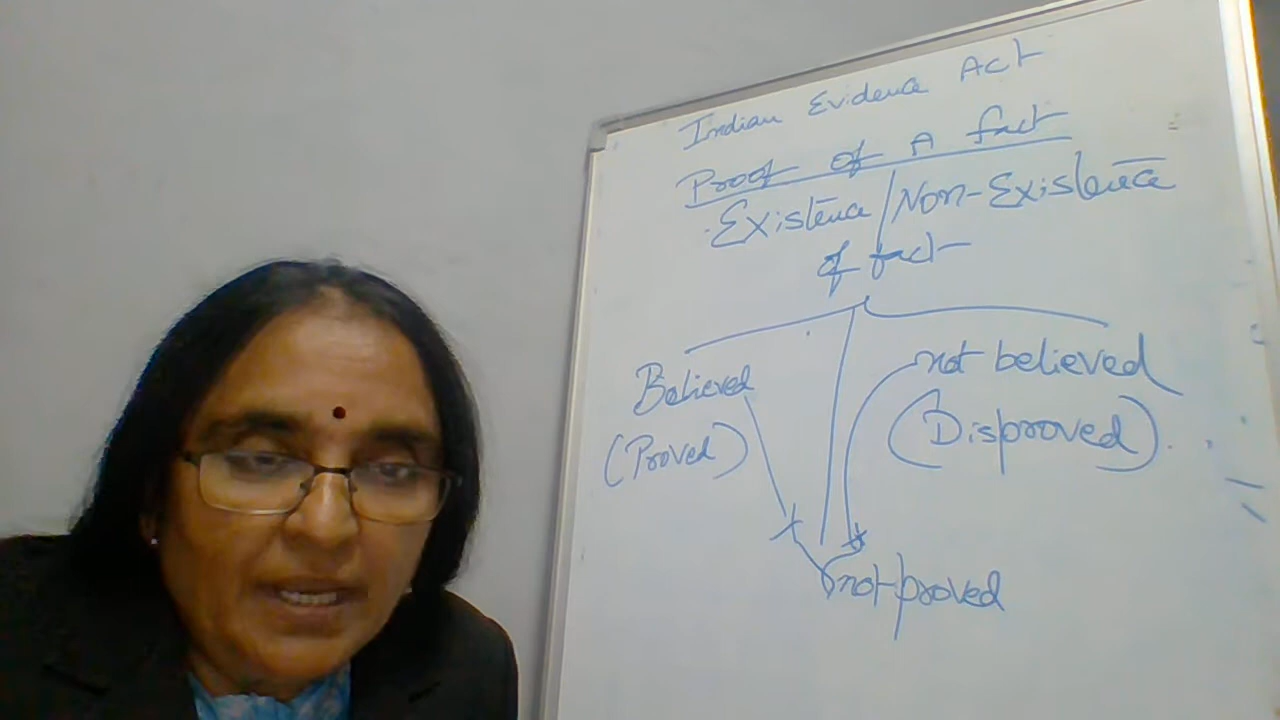 Indian Evidence Act
Proof of A fact
Existence/Non-Existence
of fact
Believed
not believed
(Proved)
(Disproved)
not proved